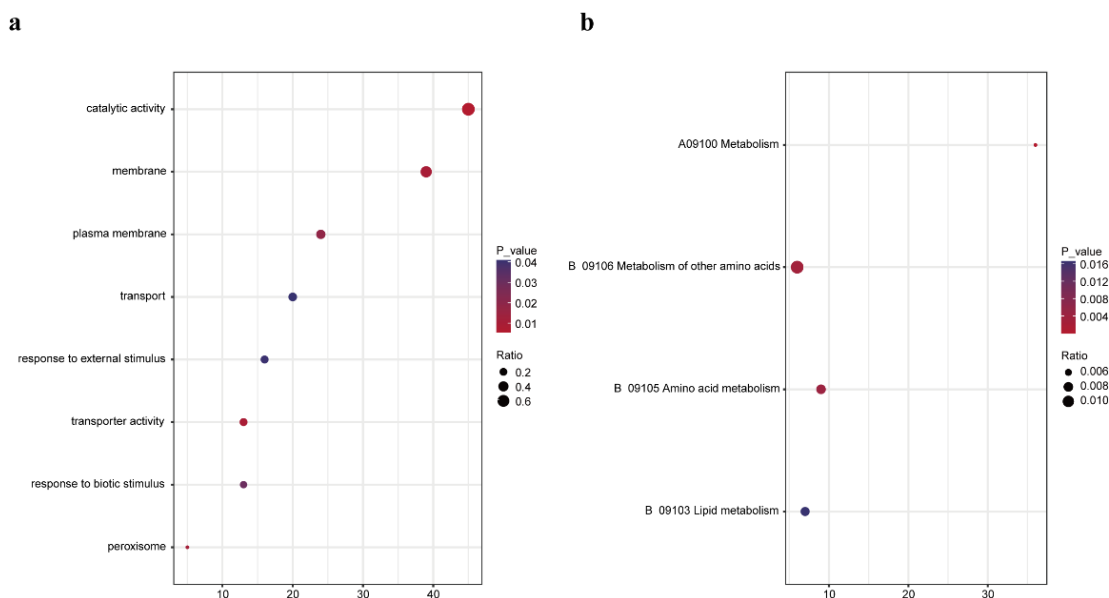 a
catalytic activity
membrane
plasma membrane
transport
response to external stimulus
transporter activity
response to biotic stimulus
peroxisome
10 20 30 40
P_value
0.04
0.03
0.02
0.01
Ratio
0.2
0.4
0.6
b
A09100 Metabolism
B 09106 Metabolism of other amino acids
B 09105 Amino acid metabolism
B 09103 Lipid metabolism
10 20 30
P_value
0.016
0.012
0.008
0.004
Ratio
0.006
0.008
0.010